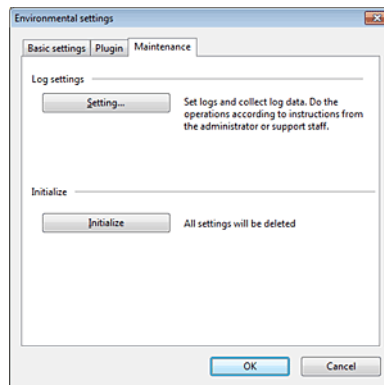 Environmental settings
Basic settings Plugin Maintenance
Log settings
Setting... Set logs and collect log data. Do the
operations according to instructions from
the administrator or support staff.
Initialize
Initialize All settings will be deleted
OK Cancel